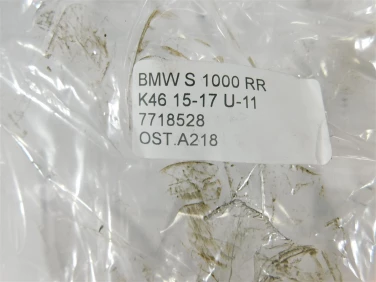 BMW S 1000 RR
K46 15-17 U-11
7718528
OST.A218